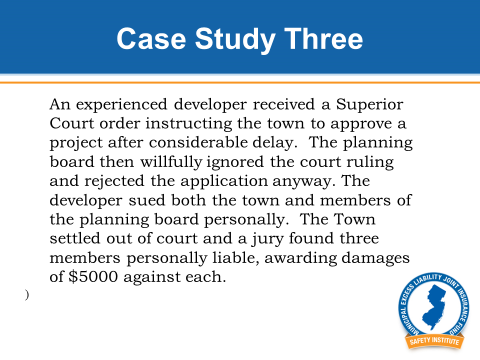 Case Study Three
An experienced developer received a Superior
Court order instructing the town to approve a
project after considerable delay.  The planning
board then willfully ignored the court ruling
and rejected the application anyway. The
developer sued both the town and members of
the planning board personally.  The Town
settled out of court and a jury found three
members personally liable, awarding damages
of $5000 against each.
)
MUNICIPAL EXCESS LIABILITY JOINT INSURANCE FUND
SAFETY INSTITUTE